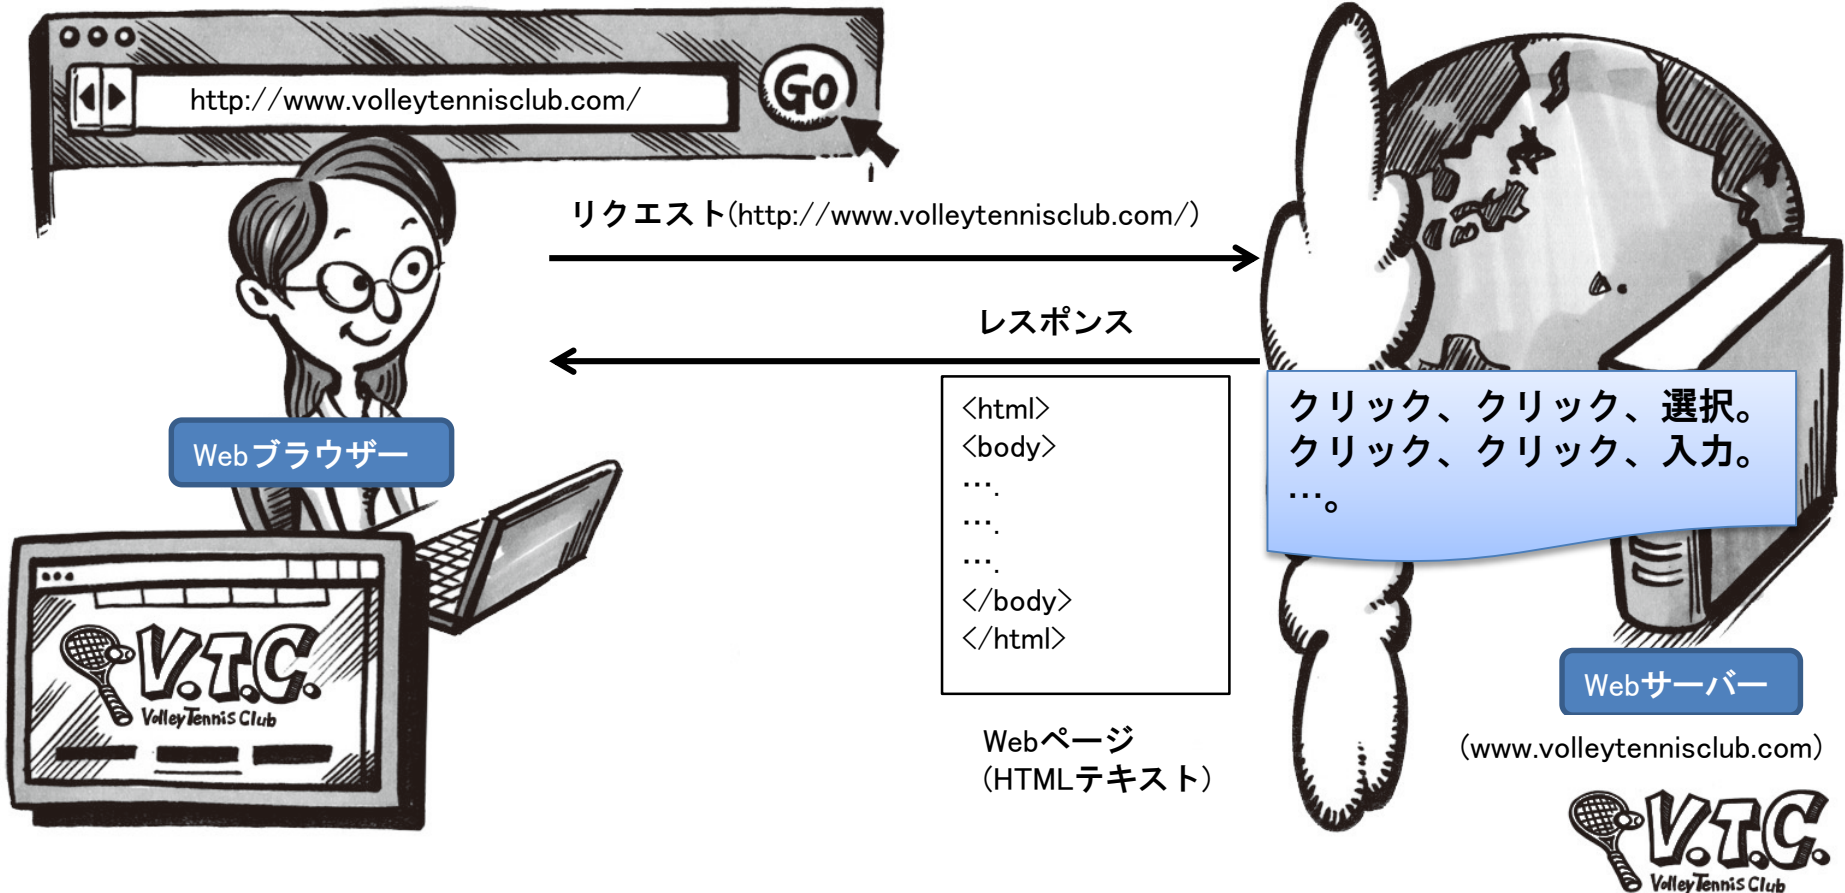 http://www.volleytennisclub.com/
GO
リクエスト(http://www.volleytennisclub.com/)
レスポンス
<html>
<body>
….
….
….
</body>
</html>
Webページ
(HTMLテキスト)
クリック、クリック、選択。
クリック、クリック、入力。
…。
Webブラウザー
V.T.C.
Volley Tennis Club
Webサーバー
(www.volleytennisclub.com)
V.T.C.
Volley Tennis Club